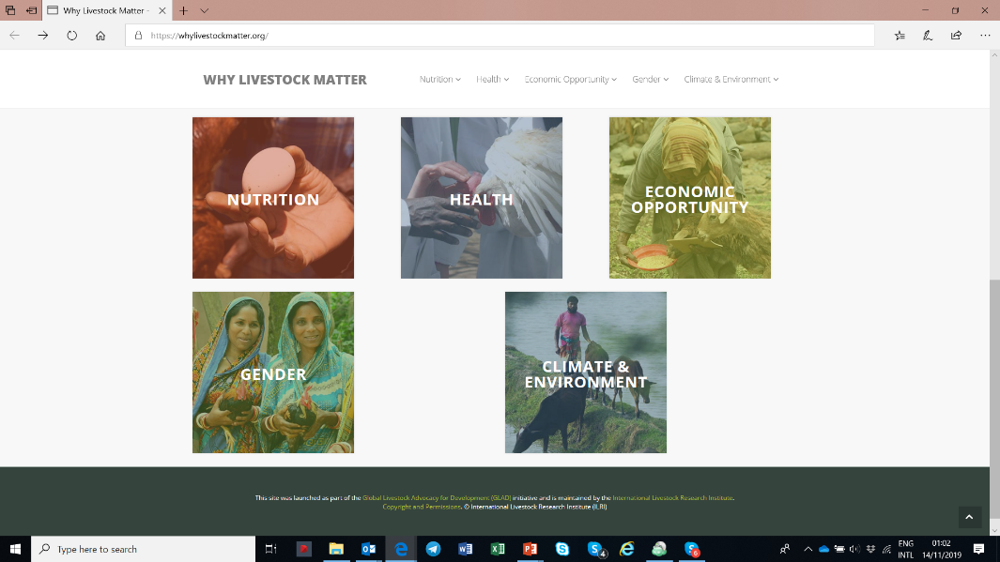 Why Livestock Matter -
https://whylivestockmatter.org/
WHY LIVESTOCK MATTER
Nutrition
Health
Economic Opportunity
Gender
Climate & Environment
NUTRITION
HEALTH
ECONOMIC
OPPORTUNITY
GENDER
CLIMATE &
ENVIRONMENT
This site was launched as part of the Global Livestock Advocacy for Development (GLAD) initiative and is maintained by the International Livestock Research Institute.
Copyright and Permissions. © International Livestock Research Institute (ILRI)
Type here to search
4
6
ENG
INTL
01:02
14/11/2019